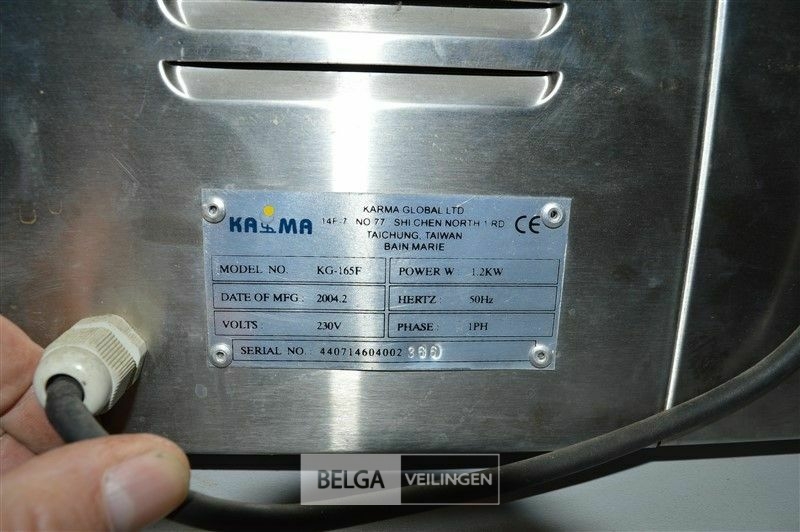 KARMA
KARMA GLOBAL LTD
14F-7 NO 77 SHI CHEN NORTH 1 RD
TAICHUNG, TAIWAN
BAIN MARIE
CE
MODEL NO. KG-165F POWER W : 1.2KW
DATE OF MFG : 2004.2 HERTZ : 50Hz
VOLTS : 230V PHASE : 1PH
SERIAL NO. : 440714604002
BELGA VEILINGEN